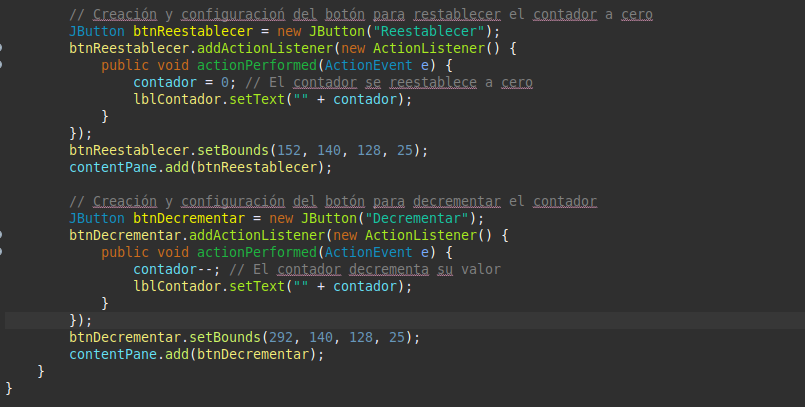 // Creación y configuración del botón para restablecer el contador a cero
JButton btnReestablecer = new JButton("Reestablecer");
btnReestablecer.addActionListener(new ActionListener() {
public void actionPerformed(ActionEvent e) {
contador = 0; // El contador se reestablece a cero
lblContador.setText("" + contador);
}
});
btnReestablecer.setBounds(152, 140, 128, 25);
contentPane.add(btnReestablecer);
// Creación y configuración del botón para decrementar el contador
JButton btnDecrementar = new JButton("Decrementar");
btnDecrementar.addActionListener(new ActionListener() {
public void actionPerformed(ActionEvent e) {
contador--; // El contador decrementa su valor
lblContador.setText("" + contador);
}
});
btnDecrementar.setBounds(292, 140, 128, 25);
contentPane.add(btnDecrementar);
}
}